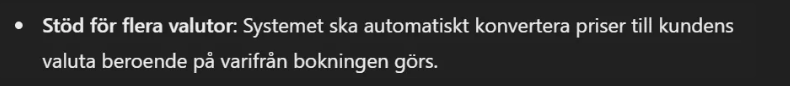 • Stöd för flera valutor: Systemet ska automatiskt konvertera priser till kundens
valuta beroende på varifrån bokningen görs.